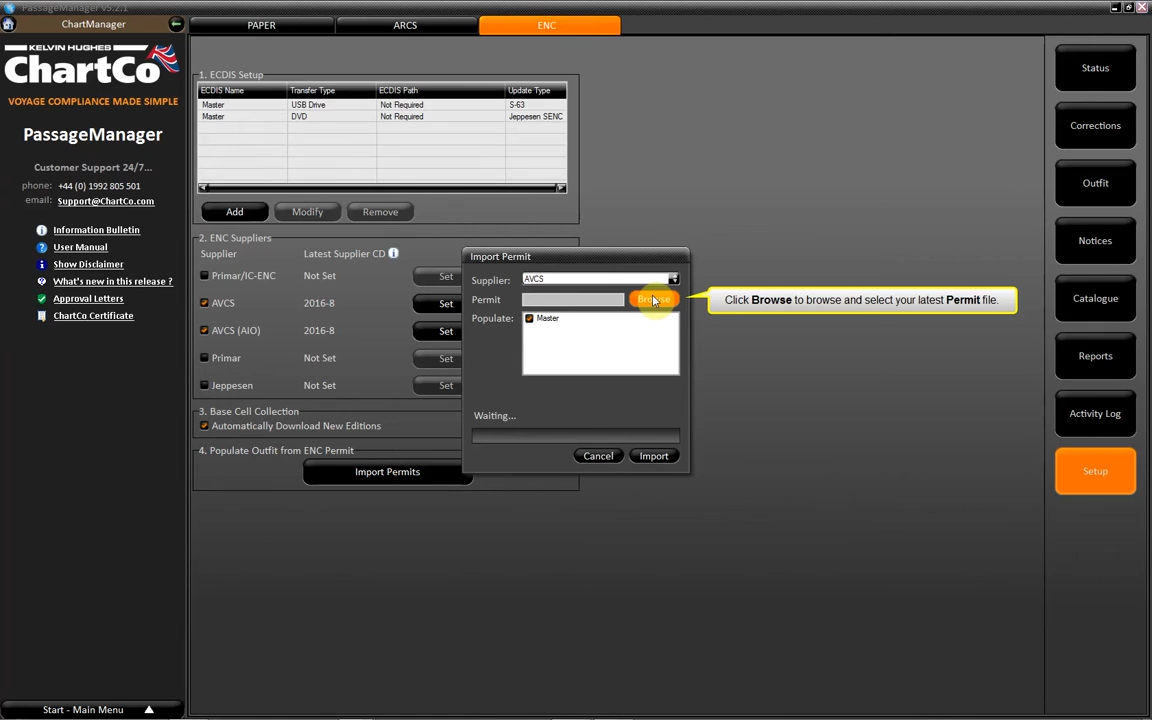 PassageManager v5.2.1
ChartManager
PAPER
ARCS
ENC
KELVIN HUGHES
ChartCo
VOYAGE COMPLIANCE MADE SIMPLE
PassageManager
Customer Support 24/7...
phone: +44 (0) 1992 805 501
email: Support@ChartCo.com
Information Bulletin
User Manual
Show Disclaimer
What's new in this release ?
Approval Letters
ChartCo Certificate
Start - Main Menu
1. ECDIS Setup
ECDIS Name Transfer Type ECDIS Path Update Type
Master USB Drive Not Required S-63
Master DVD Not Required Jeppesen SENC
Add Modify Remove
2. ENC Suppliers
Supplier Latest Supplier CD
Primar/IC-ENC Not Set Set
AVCS 2016-8 Set
AVCS (AIO) 2016-8 Set
Primar Not Set Set
Jeppesen Not Set Set
3. Base Cell Collection
Automatically Download New Editions
4. Populate Outfit from ENC Permit
Import Permits
Import Permit
Supplier: AVCS
Permit Browse
Populate: Master
Waiting...
Cancel Import
Click Browse to browse and select your latest Permit file.
Status
Corrections
Outfit
Notices
Catalogue
Reports
Activity Log
Setup